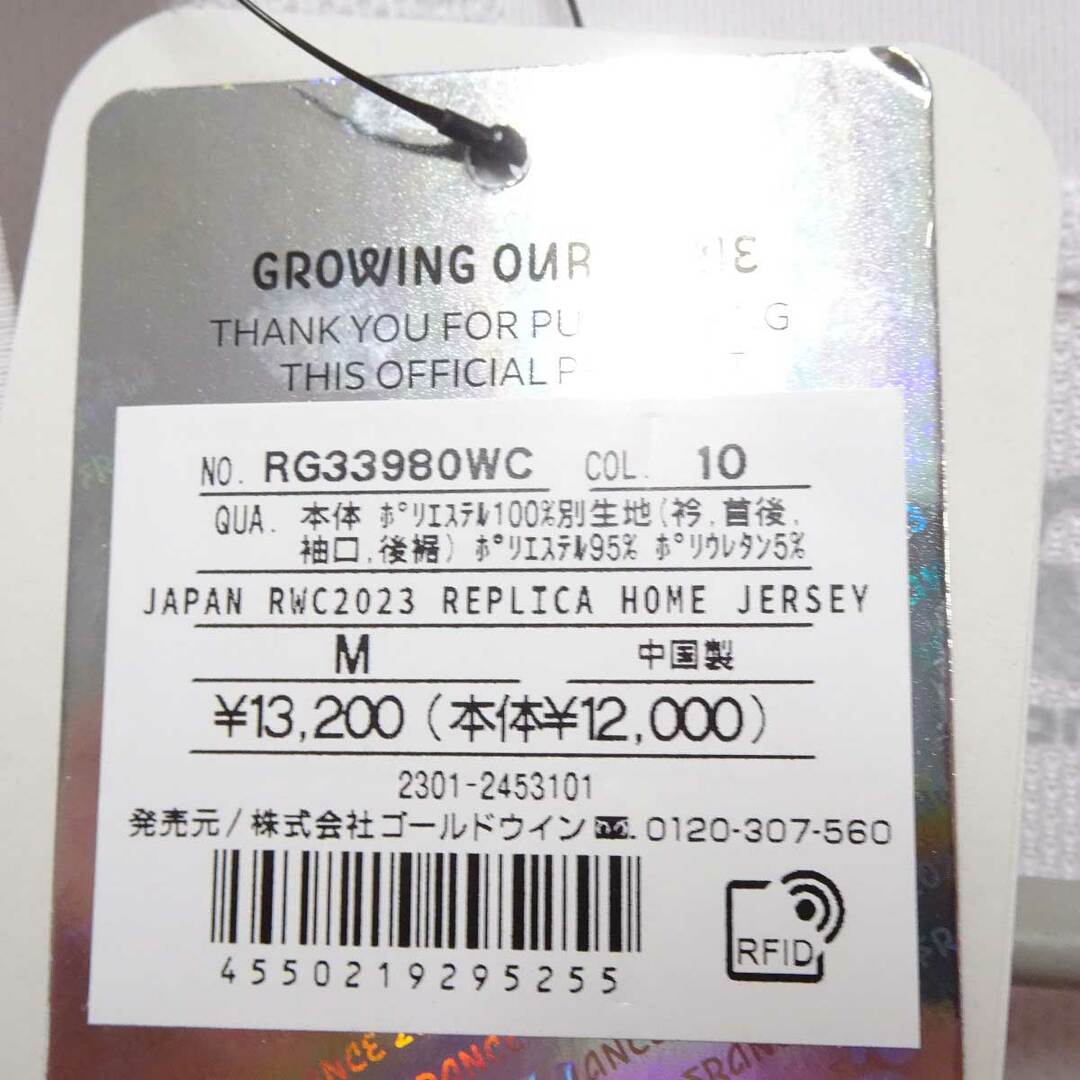 GROWING OUR
THANK YOU FOR
THIS OFFICIAL
NO. RG33980WC COL. 10
QUA. 本体 ﾎﾟﾘｴｽﾃﾙ100%別生地(衿,首後,
袖口,後裾) ﾎﾟﾘｴｽﾃﾙ95% ﾎﾟﾘｳﾚﾀﾝ5%
JAPAN RWC2023 REPLICA HOME JERSEY
M 中国製
¥13,200(本体¥12,000)
2301-2453101
発売元/株式会社ゴールドウイン 0120-307-560
4550219295255
RFID